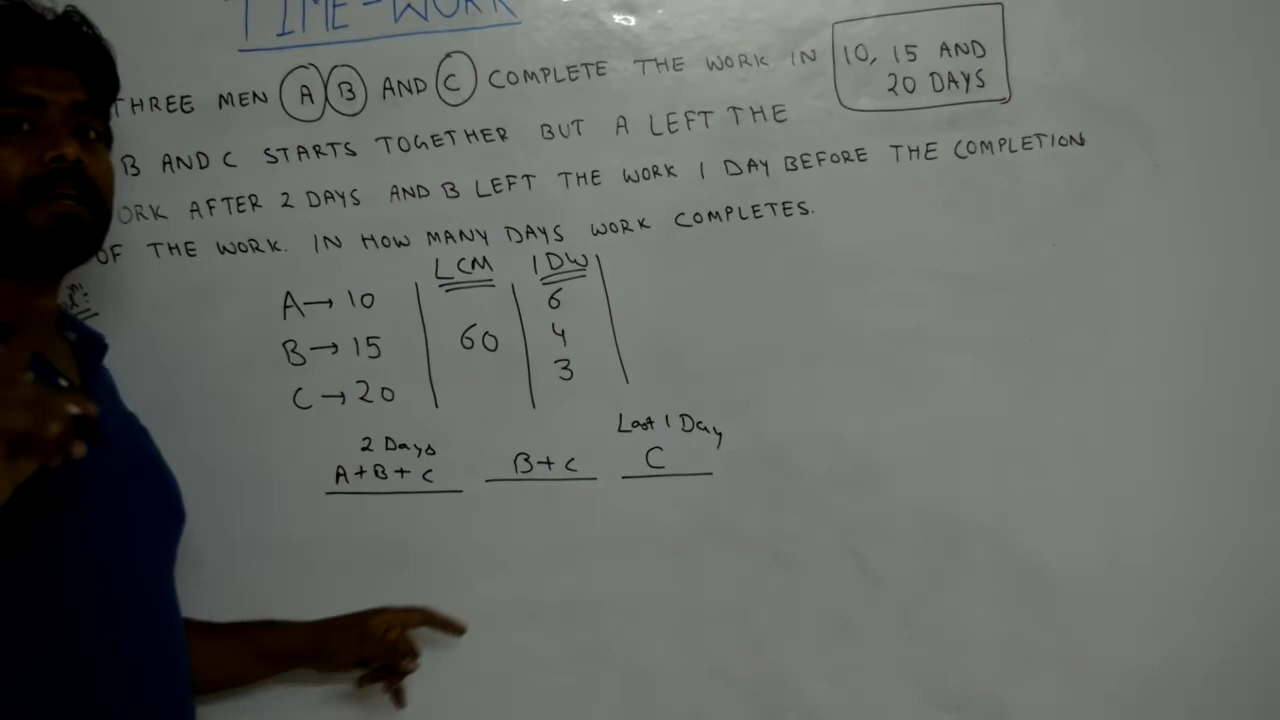 TIME-WORK
THREE MEN A B AND C COMPLETE THE WORK IN 10, 15 AND
20 DAYS
B AND C STARTS TOGETHER BUT A LEFT THE
ORK AFTER 2 DAYS AND B LEFT THE WORK 1 DAY BEFORE THE COMPLETION
OF THE WORK. IN HOW MANY DAYS WORK COMPLETES.
LCM 1DW
A→10 6
B→15 60 4
C→20 3
2 Days Last 1 Day
A+B+C B+C C